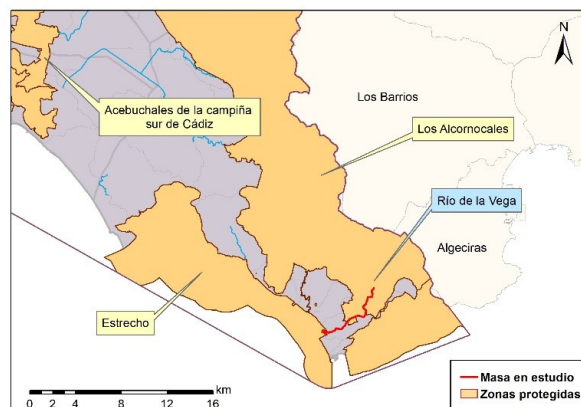 N
Los Barrios
Acebuchales de la campiña
sur de Cádiz
Los Alcornocales
Río de la Vega
Algeciras
Estrecho
km
0 2 4 8 12 16
Masa en estudio
Zonas protegidas